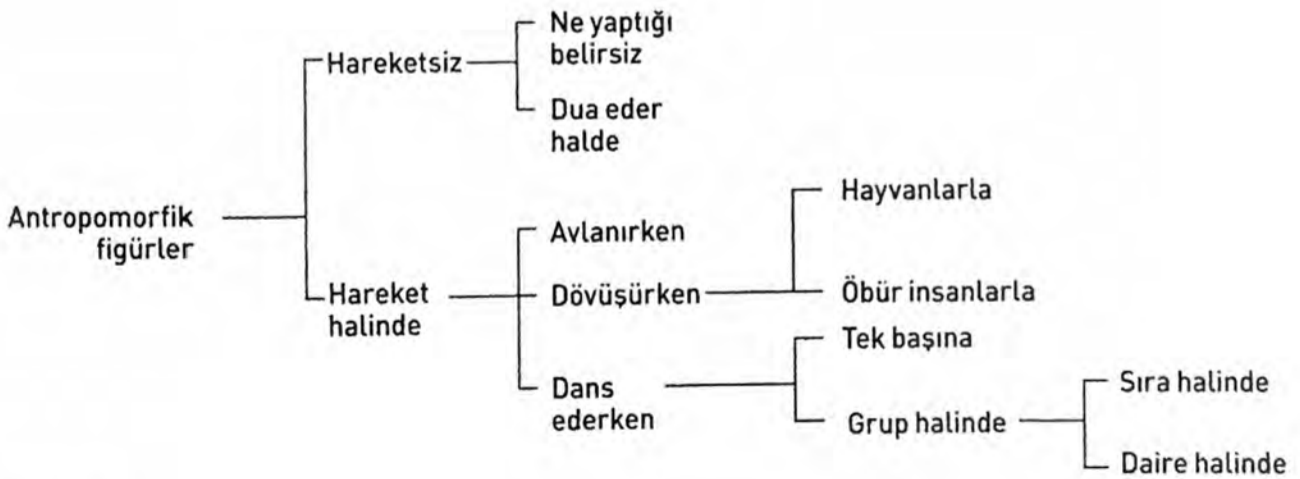 Antropomorfik
figürler
Hareketsiz
Ne yaptığı
belirsiz
Dua eder
halde
Hareket
halinde
Avlanırken
Dövüşürken
Hayvanlarla
Öbür insanlarla
Dans
ederken
Tek başına
Grup halinde
Sıra halinde
Daire halinde